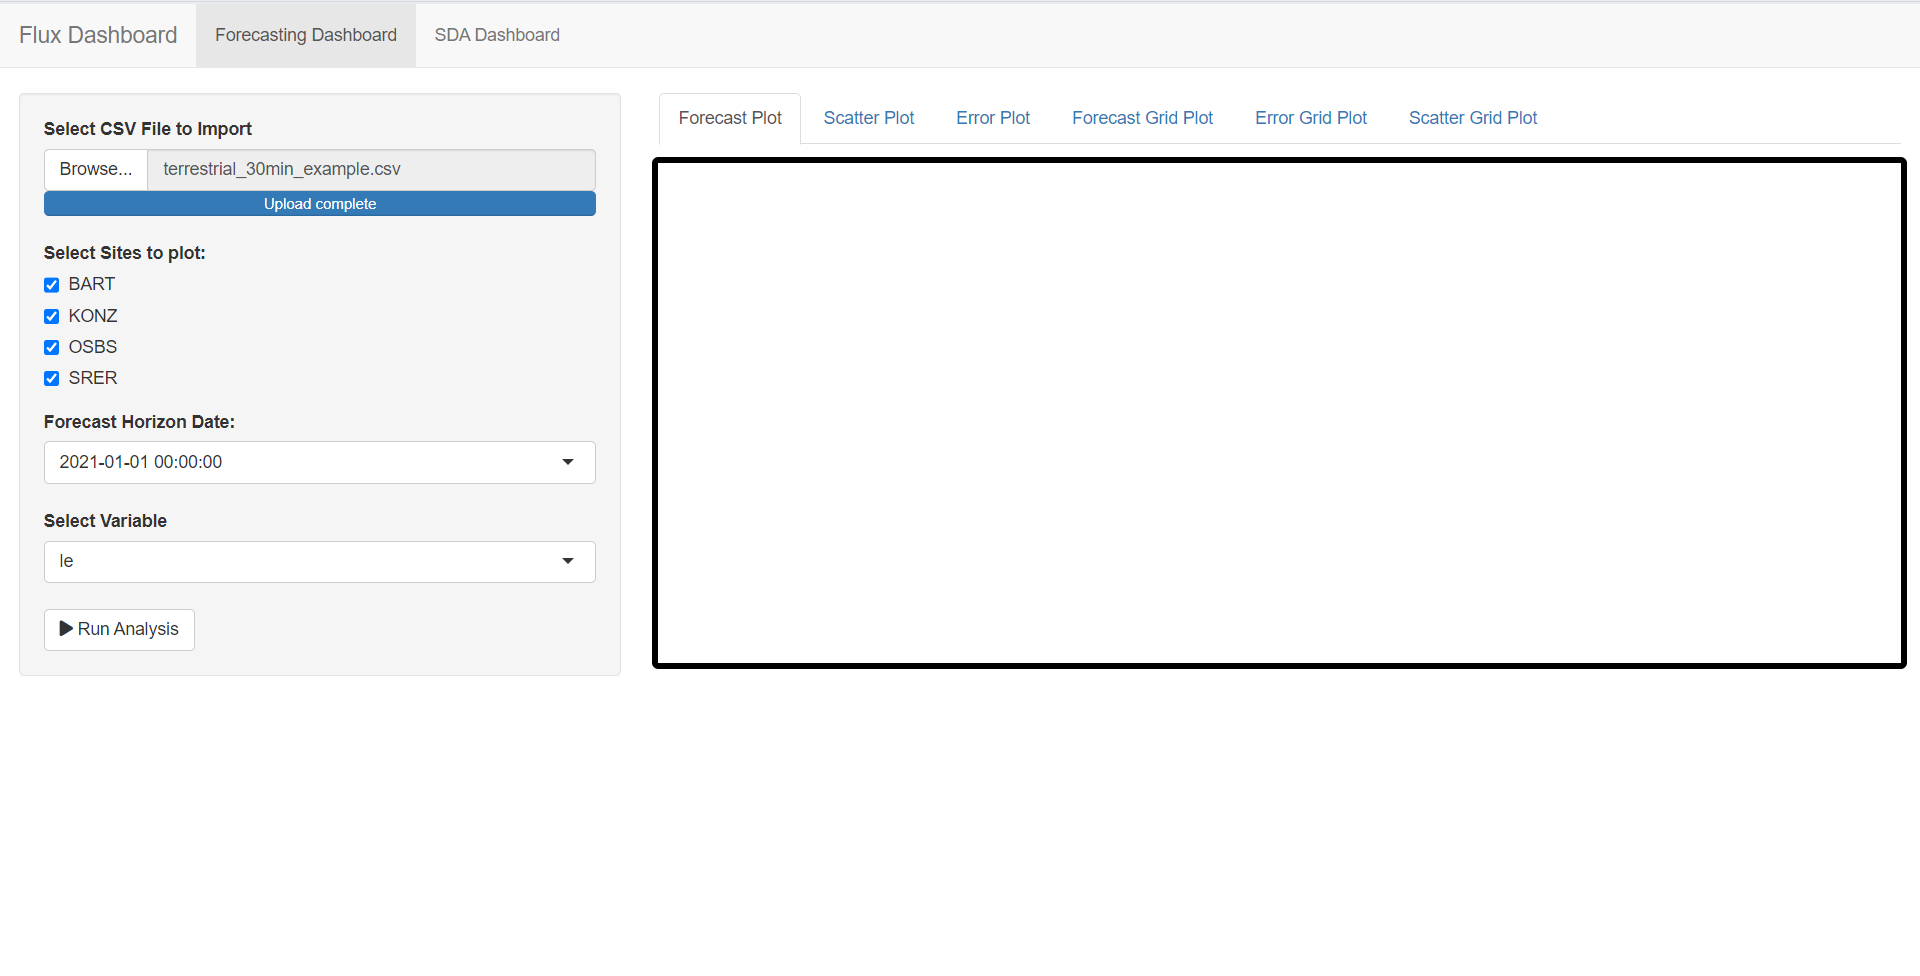 Flux Dashboard
Forecasting Dashboard
SDA Dashboard
Select CSV File to Import
Browse...
terrestrial_30min_example.csv
Upload complete
Select Sites to plot:
BART
KONZ
OSBS
SRER
Forecast Horizon Date:
2021-01-01 00:00:00
Select Variable
le
Run Analysis
Forecast Plot
Scatter Plot
Error Plot
Forecast Grid Plot
Error Grid Plot
Scatter Grid Plot